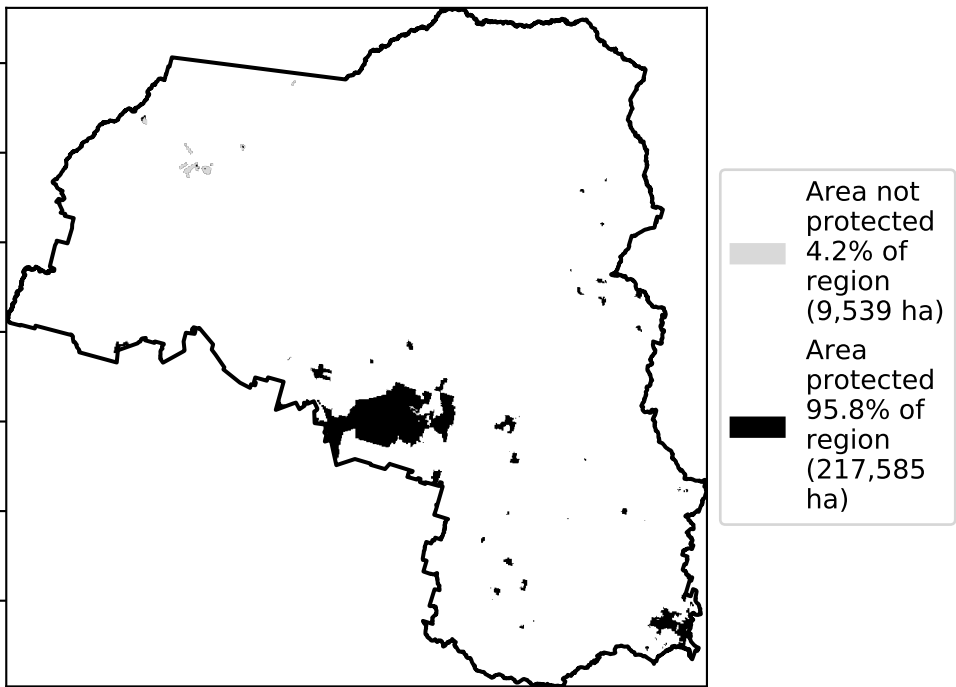 Area not
protected
4.2% of
region
(9,539 ha)
Area
protected
95.8% of
region
(217,585
ha)